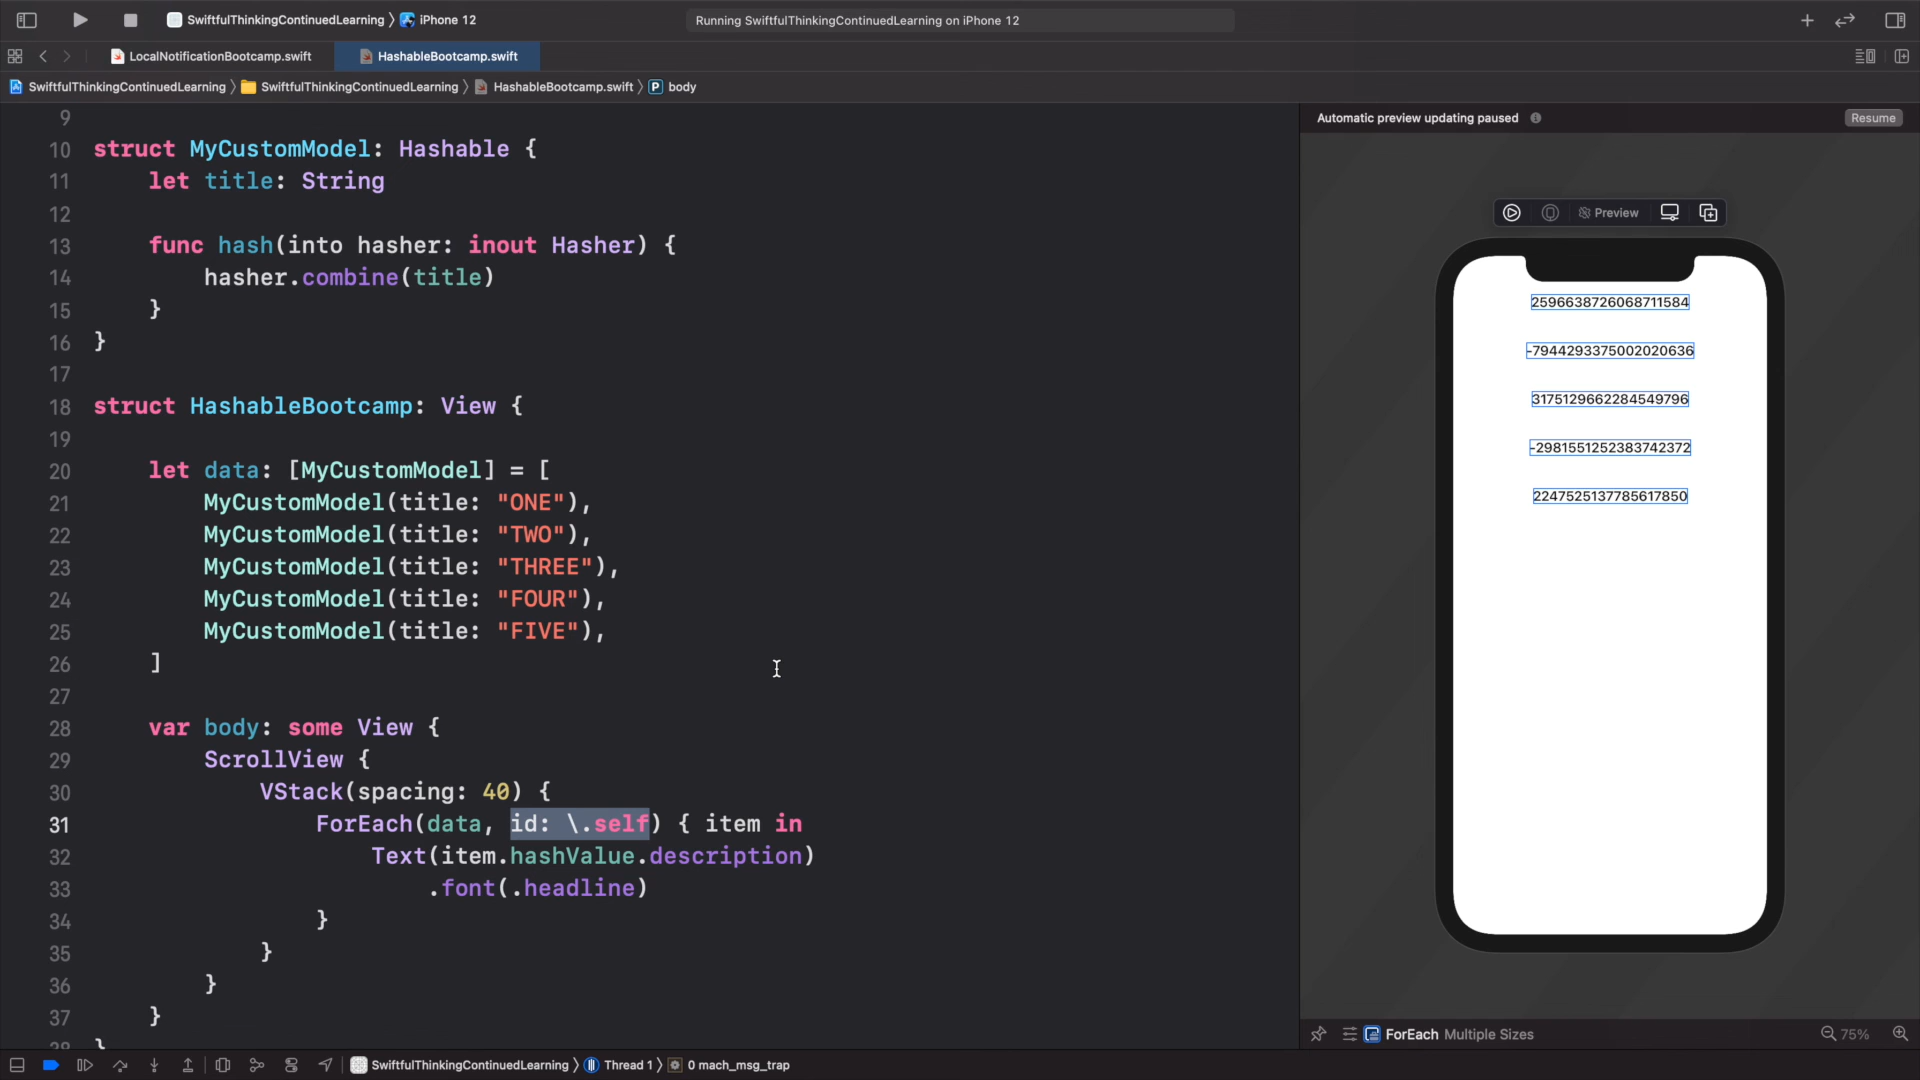 SwiftfulThinkingContinuedLearning 〉 iPhone 12
Running SwiftfulThinkingContinuedLearning on iPhone 12
LocalNotificationBootcamp.swift
HashableBootcamp.swift
SwiftfulThinkingContinuedLearning 〉 SwiftfulThinkingContinuedLearning 〉 HashableBootcamp.swift 〉 P body
9
10 struct MyCustomModel: Hashable {
11     let title: String
12
13     func hash(into hasher: inout Hasher) {
14         hasher.combine(title)
15     }
16 }
17
18 struct HashableBootcamp: View {
19
20     let data: [MyCustomModel] = [
21         MyCustomModel(title: "ONE"),
22         MyCustomModel(title: "TWO"),
23         MyCustomModel(title: "THREE"),
24         MyCustomModel(title: "FOUR"),
25         MyCustomModel(title: "FIVE"),
26     ]
27
28     var body: some View {
29         ScrollView {
30             VStack(spacing: 40) {
31                 ForEach(data, id: \.self) { item in
32                     Text(item.hashValue.description)
33                         .font(.headline)
34                 }
35             }
36         }
37     }
38 }
Automatic preview updating paused
Resume
Preview
2596638726068711584
-7944293375002020636
3175129662284549796
-2981551252383742372
2247525137785617850
ForEach Multiple Sizes
75%
SwiftfulThinkingContinuedLearning 〉 Thread 1 〉 0 mach_msg_trap